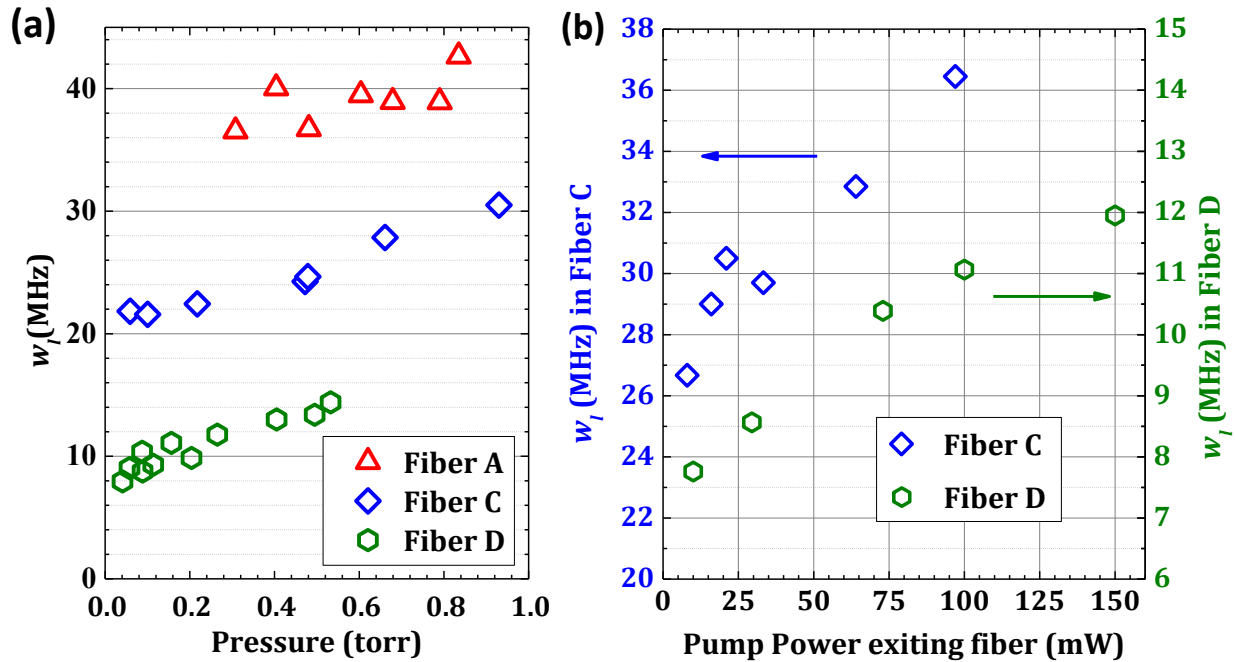 (a)
w_l (MHz)
40
30
20
10
0
0.0 0.2 0.4 0.6 0.8 1.0
Pressure (torr)
Fiber A
Fiber C
Fiber D
(b)
w_l (MHz) in Fiber C
38
36
34
32
30
28
26
24
22
20
0 25 50 75 100 125 150
Pump Power exiting fiber (mW)
Fiber C
Fiber D
15
14
13
12
11
10
9
8
7
6
w_l (MHz) in Fiber D